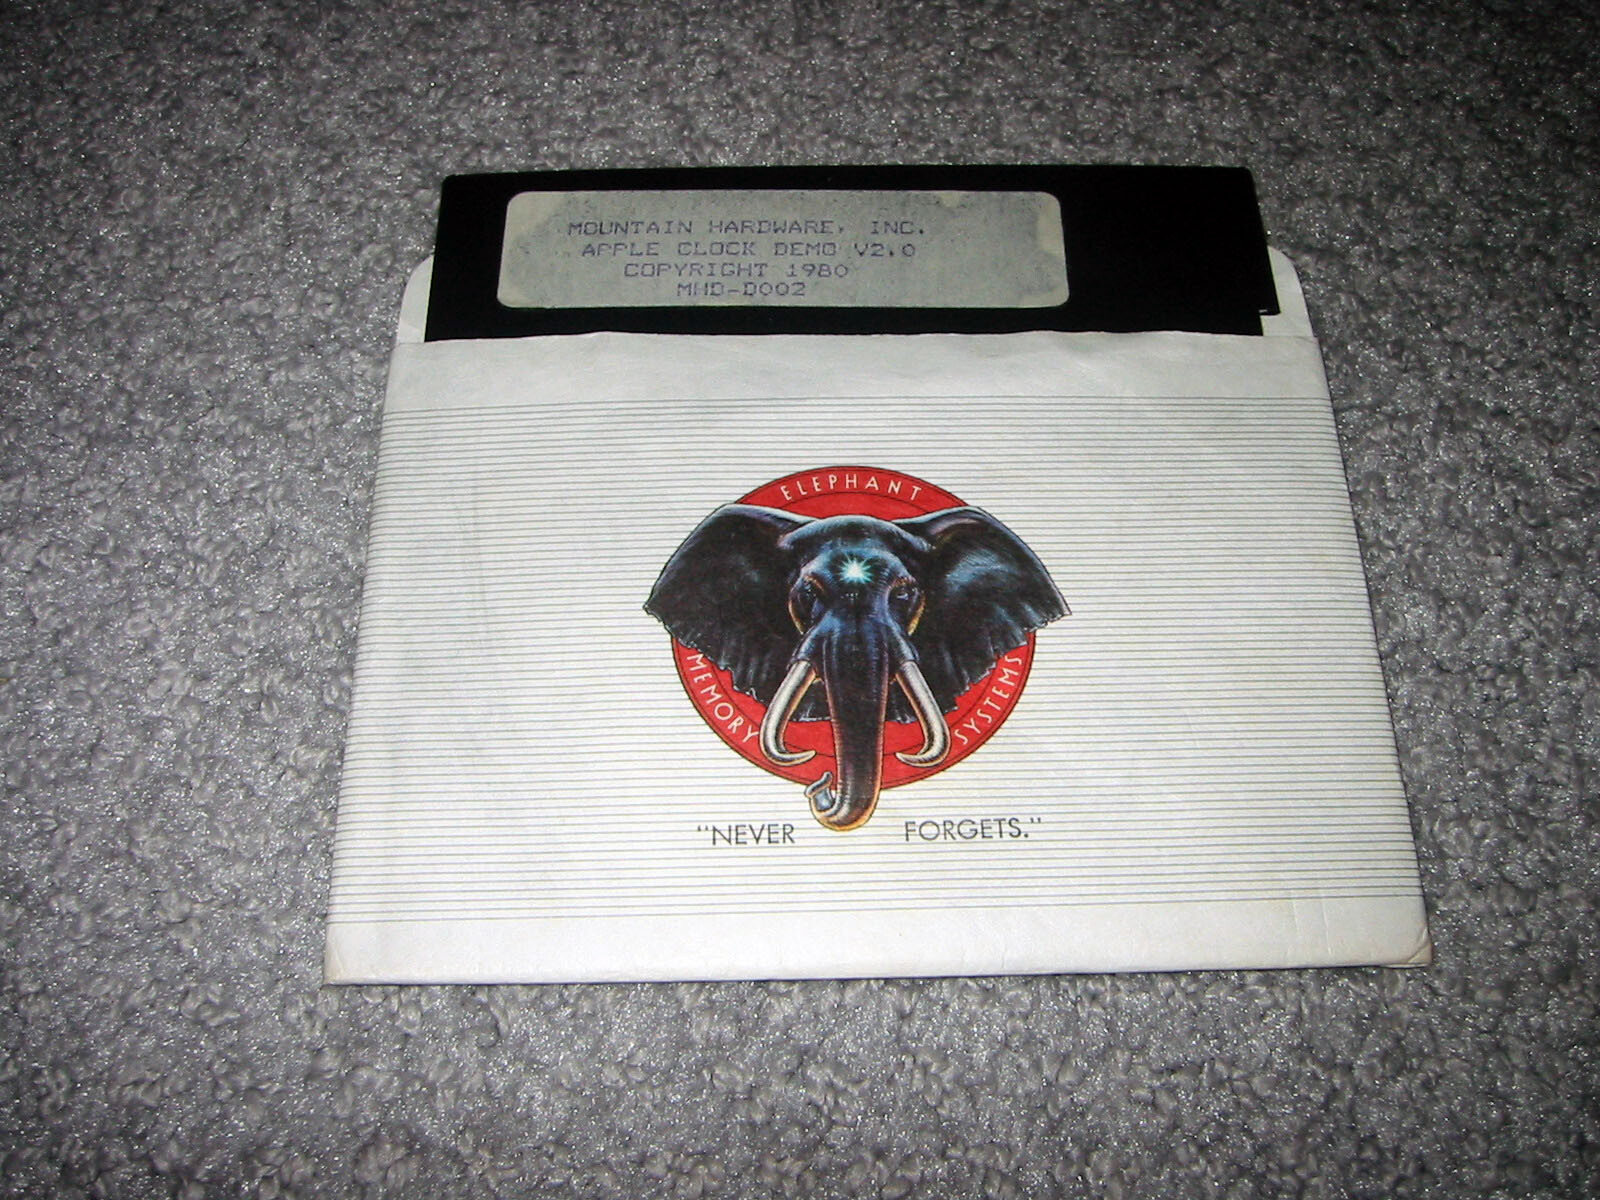 MOUNTAIN HARDWARE, INC.
APPLE CLOCK DEMO V2.0
COPYRIGHT 1980
MHD-D002
ELEPHANT
MEMORY SYSTEMS
"NEVER FORGETS."